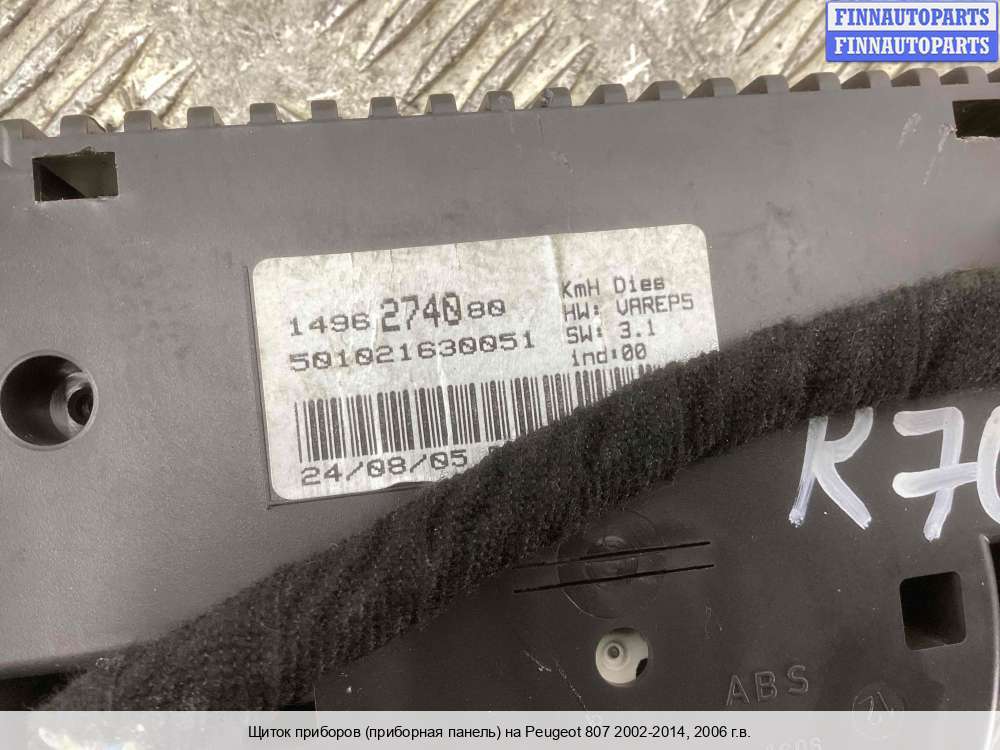 FINNAUTOPARTS
FINNAUTOPARTS
1496 2740 80
501021630051
KmH Dies
HW: VAREP5
SW: 3.1
ind:00
24/08/05
K70
ABS
12
Щиток приборов (приборная панель) на Peugeot 807 2002-2014, 2006 г.в.